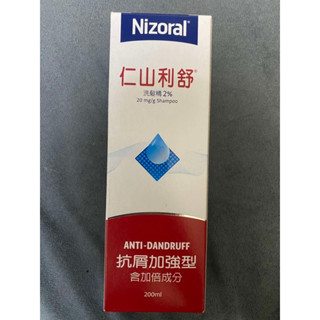 Nizoral®
仁山利舒®
洗髮精 2%
20 mg/g Shampoo
ANTI-DANDRUFF
抗屑加強型
含加倍成分
200ml